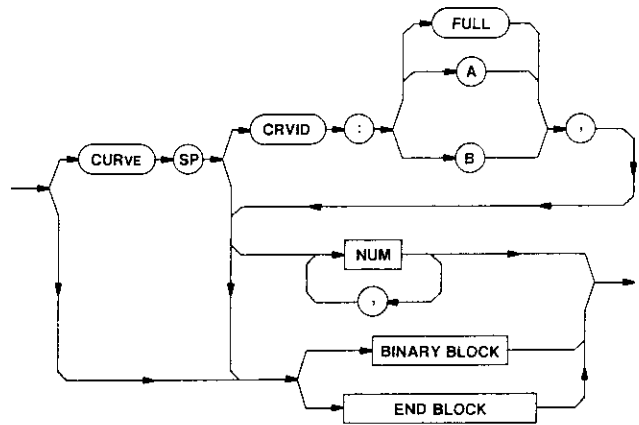 FULL
A
CURVE SP CRVID : B ,
NUM
,
BINARY BLOCK
END BLOCK